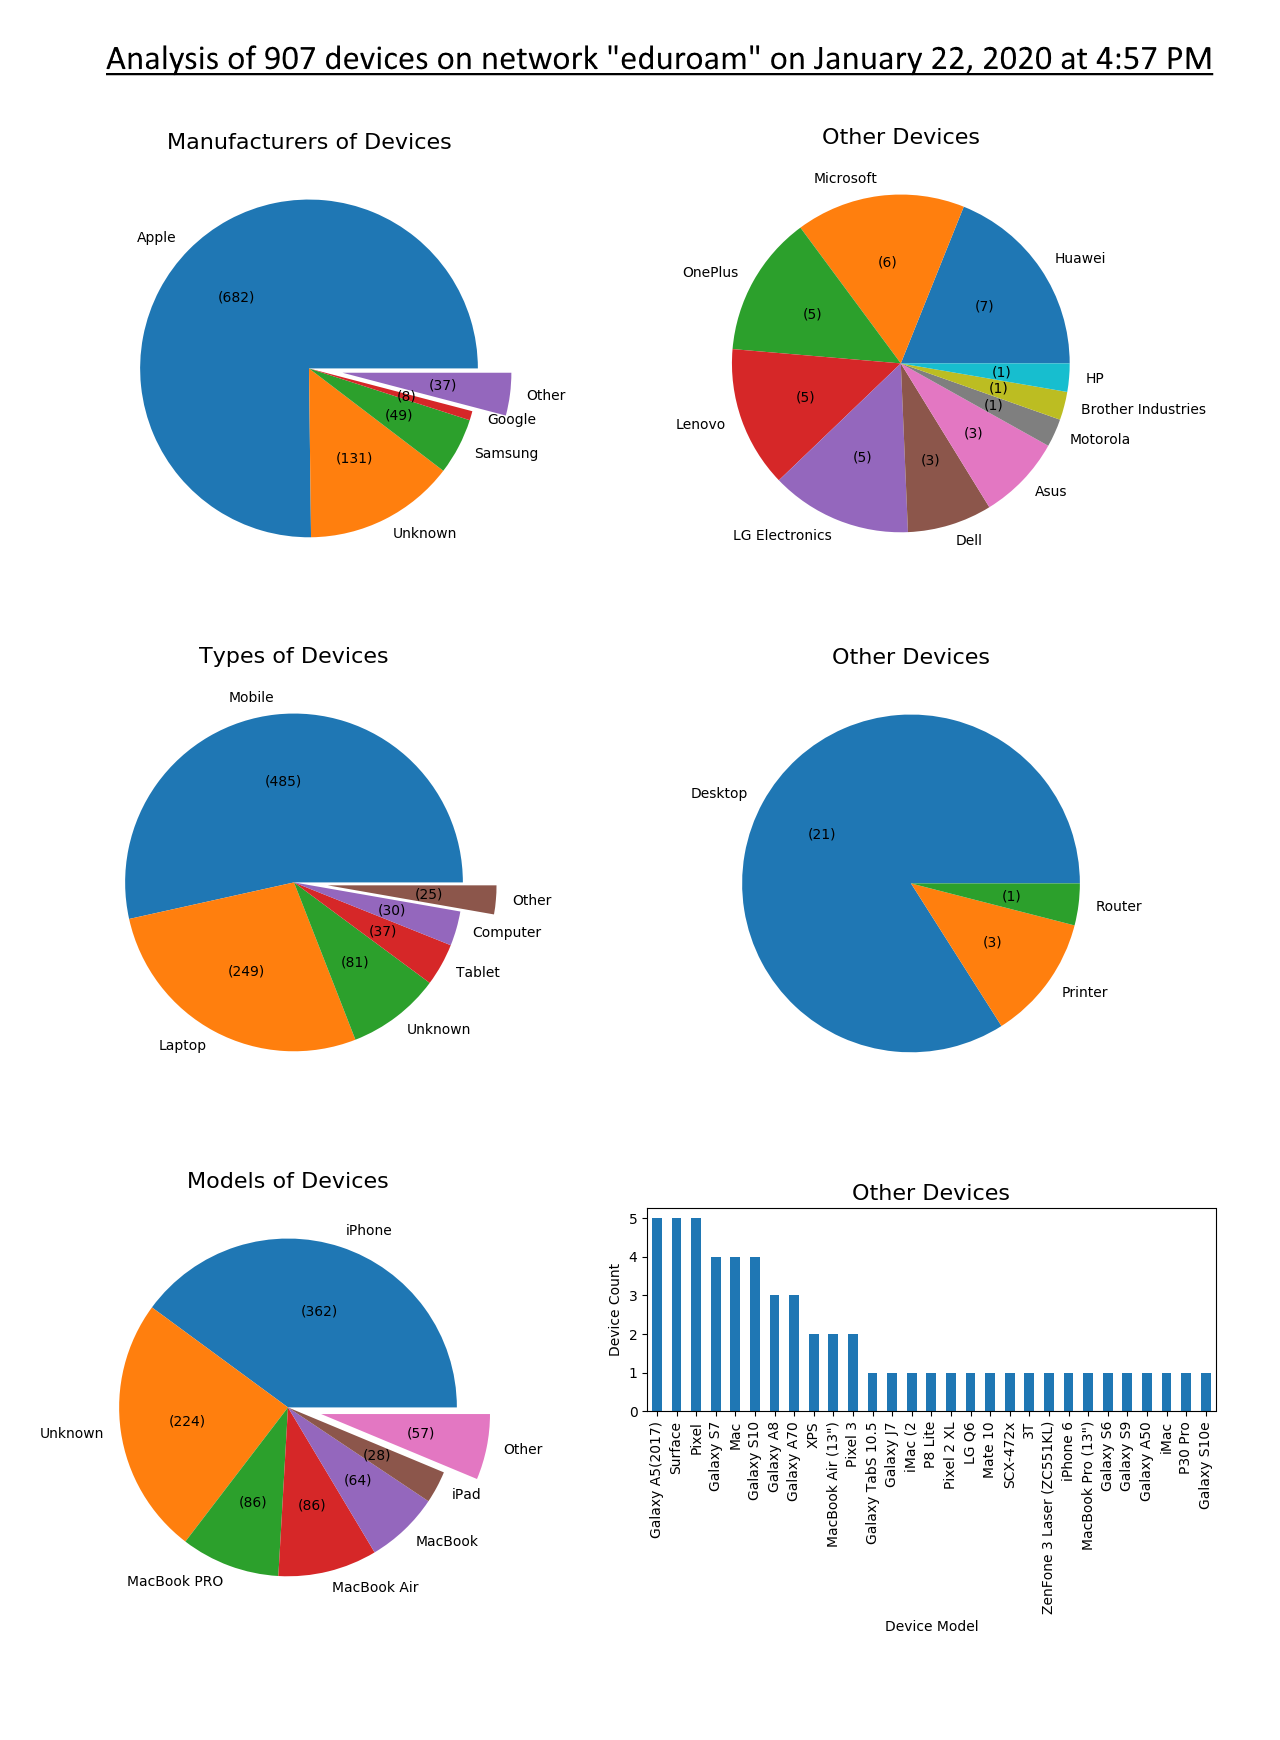 Analysis of 907 devices on network "eduroam" on January 22, 2020 at 4:57 PM
Manufacturers of Devices
Apple
(682)
(37)
Other
(8)
Google
(49)
Samsung
(131)
Unknown
Other Devices
Microsoft
Huawei
(6)
OnePlus
(7)
(5)
(1)
HP
(1)
Brother Industries
(1)
Motorola
Lenovo
(5)
(3)
Asus
(5)
(3)
LG Electronics
Dell
Types of Devices
Mobile
(485)
(25)
Other
(30)
Computer
(37)
Tablet
(81)
Unknown
(249)
Laptop
Other Devices
Desktop
(21)
(1)
Router
(3)
Printer
Models of Devices
iPhone
(362)
(224)
Unknown
(57)
Other
(28)
iPad
(64)
MacBook
(86)
MacBook Air
(86)
MacBook PRO
Other Devices
5
4
3
2
1
0
Device Count
Galaxy A5(2017)
Surface
Pixel
Galaxy S7
Mac
Galaxy S10
Galaxy A8
Galaxy A70
XPS
MacBook Air (13")
Pixel 3
Galaxy TabS 10.5
Galaxy J7
iMac (2
P8 Lite
Pixel 2 XL
LG Q6
Mate 10
SCX-472x
3T
ZenFone 3 Laser (ZC551KL)
iPhone 6
MacBook Pro (13")
Galaxy S6
Galaxy S9
Galaxy A50
iMac
P30 Pro
Galaxy S10e
Device Model